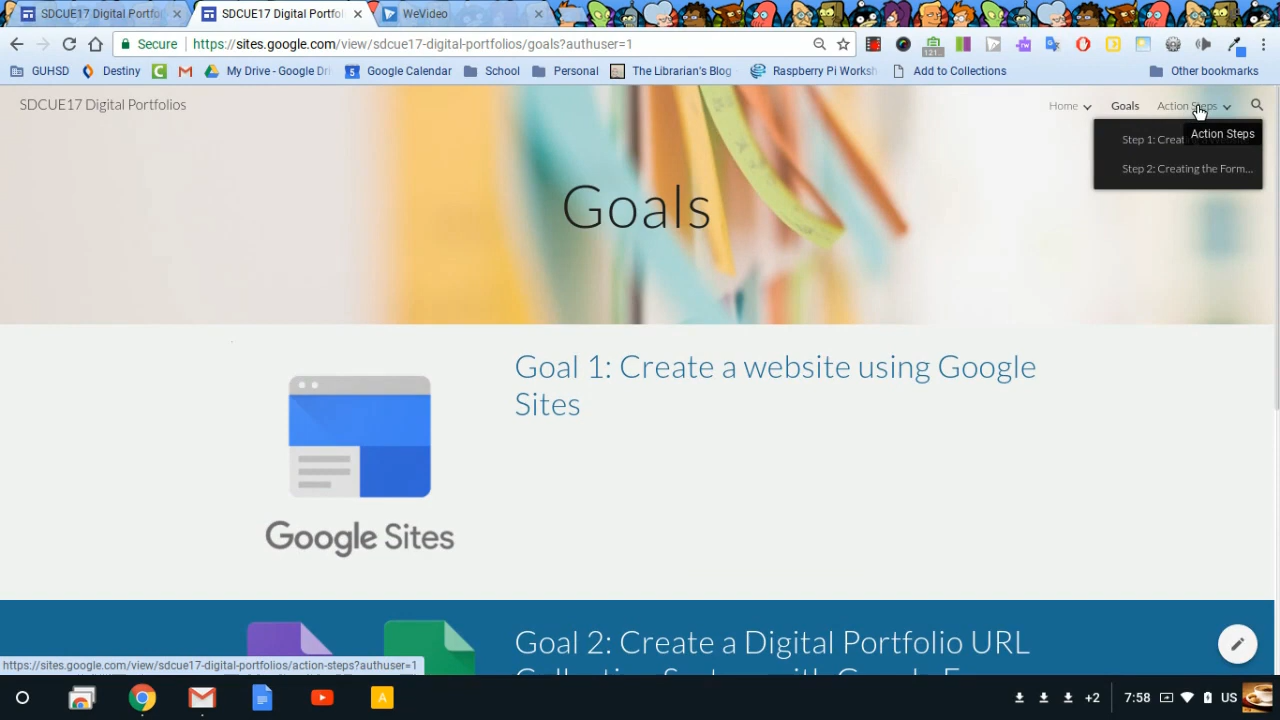 SDCUE17 Digital Portfo
SDCUE17 Digital Portfol
WeVideo
Secure
https://sites.google.com/view/sdcue17-digital-portfolios/goals?authuser=1
121
GUHSD
Destiny
My Drive - Google Dri
Google Calendar
School
Personal
The Librarian's Blog
Raspberry Pi Worksh
Add to Collections
Other bookmarks
SDCUE17 Digital Portfolios
Home
Goals
Action Steps
Action Steps
Step 1: Creati
Step 2: Creating the Form...
Goals
Goal 1: Create a website using Google
Sites
Google Sites
Goal 2: Create a Digital Portfolio URL
https://sites.google.com/view/sdcue17-digital-portfolios/action-steps?authuser=1
+2
7:58
US